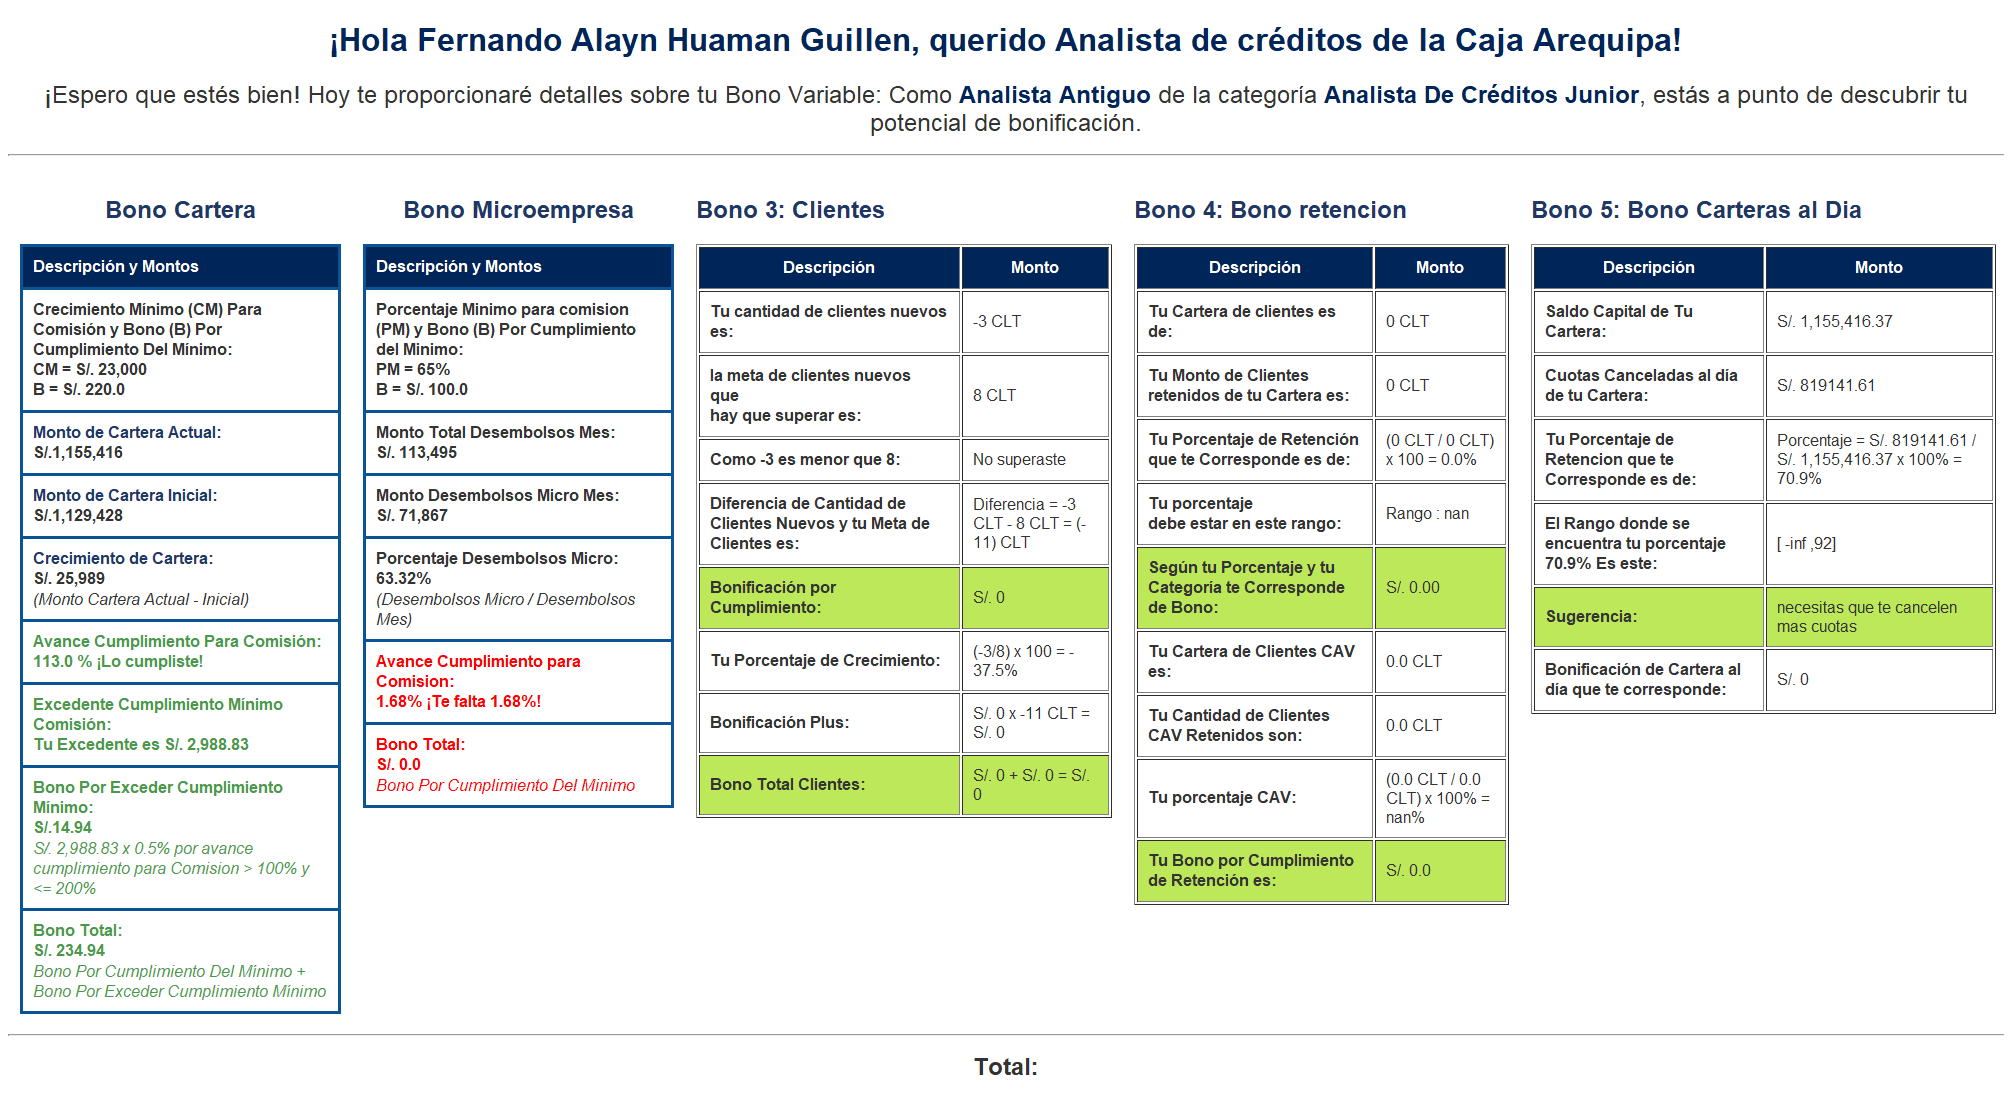 ¡Hola Fernando Alayn Huaman Guillen, querido Analista de créditos de la Caja Arequipa!
¡Espero que estés bien! Hoy te proporcionaré detalles sobre tu Bono Variable: Como Analista Antiguo de la categoría Analista De Créditos Junior, estás a punto de descubrir tu
potencial de bonificación.
Bono Cartera
Descripción y Montos
Crecimiento Mínimo (CM) Para
Comisión y Bono (B) Por
Cumplimiento Del Mínimo:
CM = S/. 23,000
B = S/. 220.0
Monto de Cartera Actual:
S/.1,155,416
Monto de Cartera Inicial:
S/.1,129,428
Crecimiento de Cartera:
S/. 25,989
(Monto Cartera Actual - Inicial)
Avance Cumplimiento Para Comisión:
113.0 % ¡Lo cumpliste!
Excedente Cumplimiento Mínimo
Comisión:
Tu Excedente es S/. 2,988.83
Bono Por Exceder Cumplimiento
Mínimo:
S/.14.94
S/. 2,988.83 x 0.5% por avance
cumplimiento para Comision > 100% y
<= 200%
Bono Total:
S/. 234.94
Bono Por Cumplimiento Del Mínimo +
Bono Por Exceder Cumplimiento Mínimo
Bono Microempresa
Descripción y Montos
Porcentaje Minimo para comision
(PM) y Bono (B) Por Cumplimiento
del Minimo:
PM = 65%
B = S/. 100.0
Monto Total Desembolsos Mes:
S/. 113,495
Monto Desembolsos Micro Mes:
S/. 71,867
Porcentaje Desembolsos Micro:
63.32%
(Desembolsos Micro / Desembolsos
Mes)
Avance Cumplimiento para
Comision:
1.68% ¡Te falta 1.68%!
Bono Total:
S/. 0.0
Bono Por Cumplimiento Del Minimo
Bono 3: Clientes
Descripción Monto
Tu cantidad de clientes nuevos
es:
-3 CLT
la meta de clientes nuevos
que
hay que superar es:
8 CLT
Como -3 es menor que 8: No superaste
Diferencia de Cantidad de
Clientes Nuevos y tu Meta de
Clientes es:
Diferencia = -3
CLT - 8 CLT = (-
11) CLT
Bonificación por
Cumplimiento:
S/. 0
Tu Porcentaje de Crecimiento:
(-3/8) x 100 = -
37.5%
Bonificación Plus:
S/. 0 x -11 CLT =
S/. 0
Bono Total Clientes:
S/. 0 + S/. 0 = S/.
0
Bono 4: Bono retencion
Descripción Monto
Tu Cartera de clientes es
de:
0 CLT
Tu Monto de Clientes
retenidos de tu Cartera es:
0 CLT
Tu Porcentaje de Retención
que te Corresponde es de:
(0 CLT / 0 CLT)
x 100 = 0.0%
Tu porcentaje
debe estar en este rango:
Rango : nan
Según tu Porcentaje y tu
Categoría te Corresponde
de Bono:
S/. 0.00
Tu Cartera de Clientes CAV
es:
0.0 CLT
Tu Cantidad de Clientes
CAV Retenidos son:
0.0 CLT
Tu porcentaje CAV:
(0.0 CLT / 0.0
CLT) x 100% =
nan%
Tu Bono por Cumplimiento
de Retención es:
S/. 0.0
Bono 5: Bono Carteras al Dia
Descripción Monto
Saldo Capital de Tu
Cartera:
S/. 1,155,416.37
Cuotas Canceladas al día
de tu Cartera:
S/. 819141.61
Tu Porcentaje de
Retencion que te
Corresponde es de:
Porcentaje = S/. 819141.61 /
S/. 1,155,416.37 x 100% =
70.9%
El Rango donde se
encuentra tu porcentaje
70.9% Es este:
[ -inf ,92]
Sugerencia:
necesitas que te cancelen
mas cuotas
Bonificación de Cartera al
día que te corresponde:
S/. 0
Total: